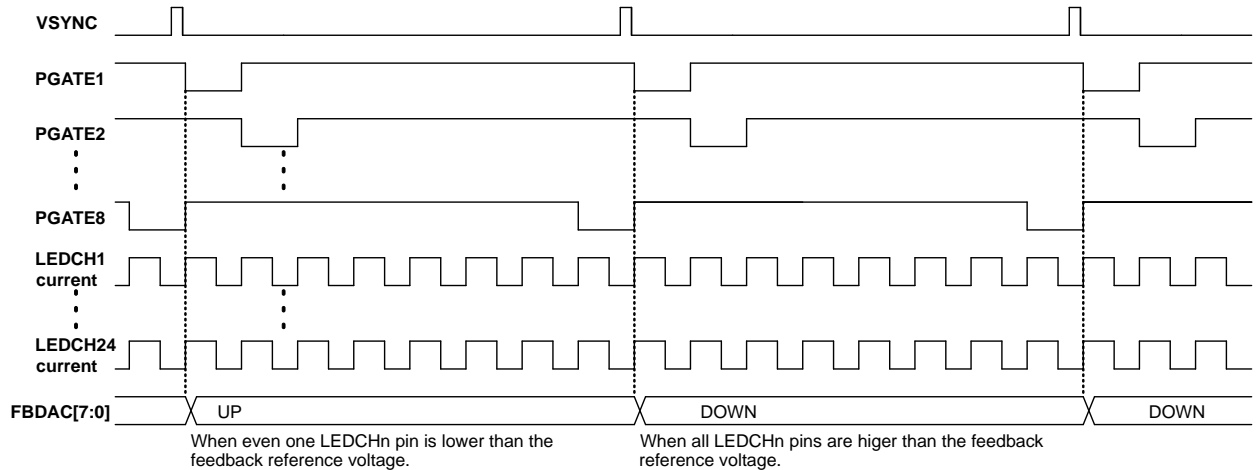 VSYNC
PGATE1
PGATE2
PGATE8
LEDCH1
current
LEDCH24
current
FBDAC[7:0]
UP
DOWN
DOWN
When even one LEDCHn pin is lower than the
feedback reference voltage.
When all LEDCHn pins are higer than the feedback
reference voltage.